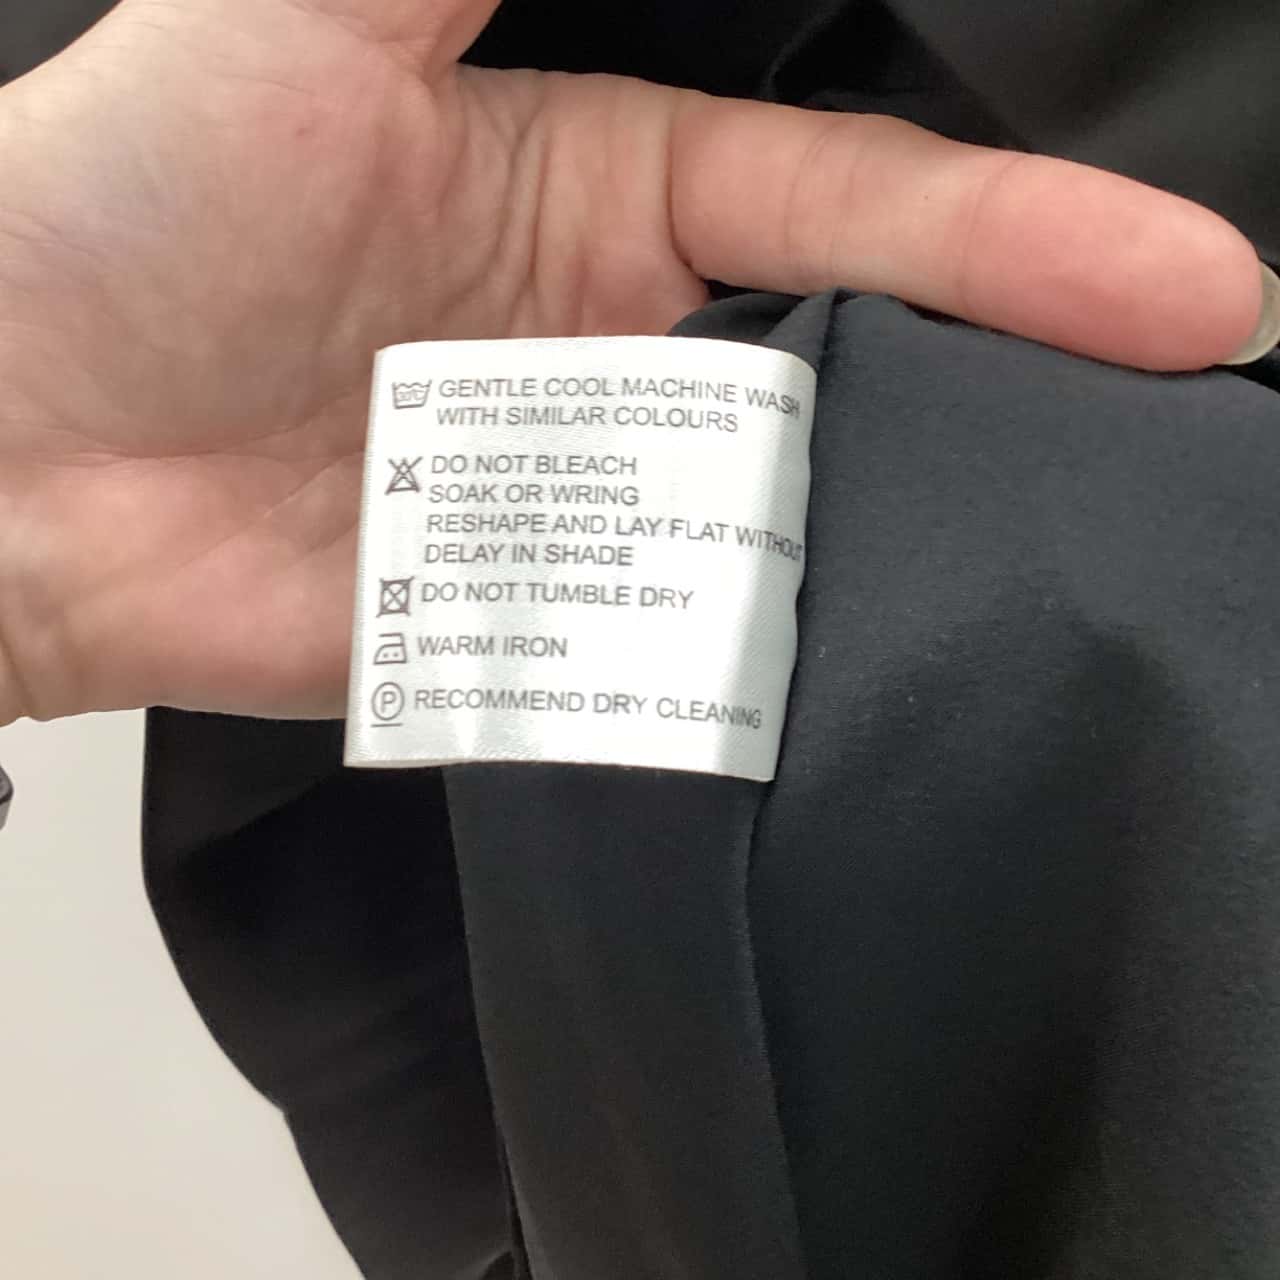 30°C GENTLE COOL MACHINE WASH
WITH SIMILAR COLOURS
DO NOT BLEACH
SOAK OR WRING
RESHAPE AND LAY FLAT WITHOUT
DELAY IN SHADE
DO NOT TUMBLE DRY
WARM IRON
P RECOMMEND DRY CLEANING